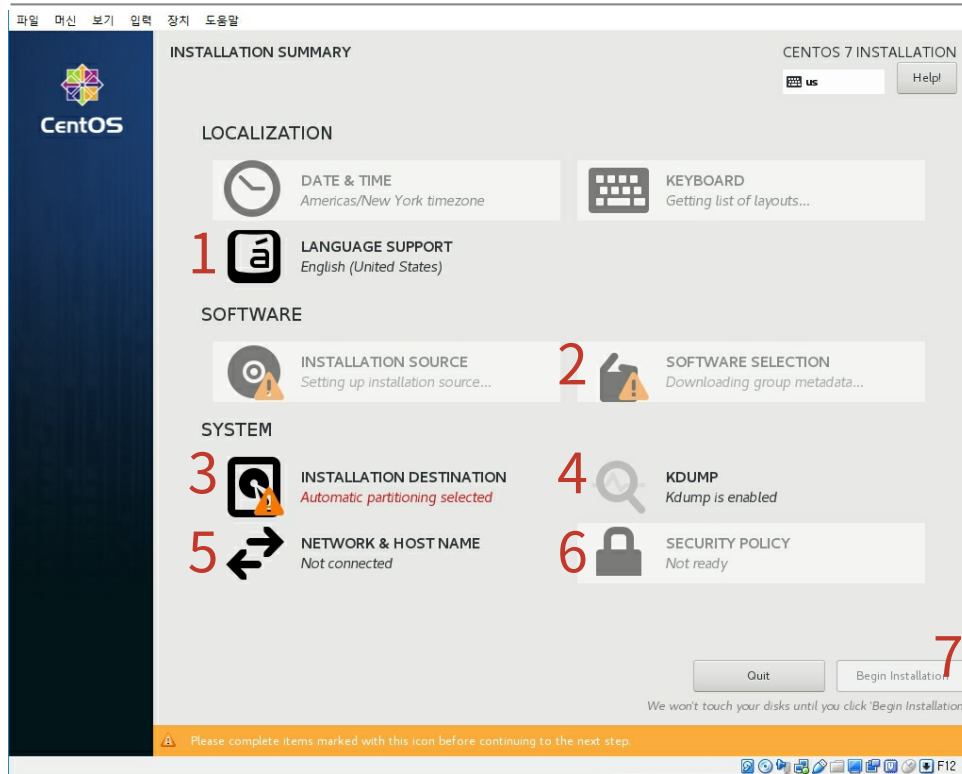 파일 머신 보기 입력 장치 도움말
INSTALLATION SUMMARY
CENTOS 7 INSTALLATION
us
Help!
CentOS
LOCALIZATION
DATE & TIME
Americas/New York timezone
KEYBOARD
Getting list of layouts...
1
LANGUAGE SUPPORT
English (United States)
SOFTWARE
INSTALLATION SOURCE
Setting up installation source...
2
SOFTWARE SELECTION
Downloading group metadata...
SYSTEM
3
INSTALLATION DESTINATION
Automatic partitioning selected
4
KDUMP
Kdump is enabled
5
NETWORK & HOST NAME
Not connected
6
SECURITY POLICY
Not ready
7
Quit
Begin Installation
We won't touch your disks until you click 'Begin Installation
Please complete items marked with this icon before continuing to the next step.
F12